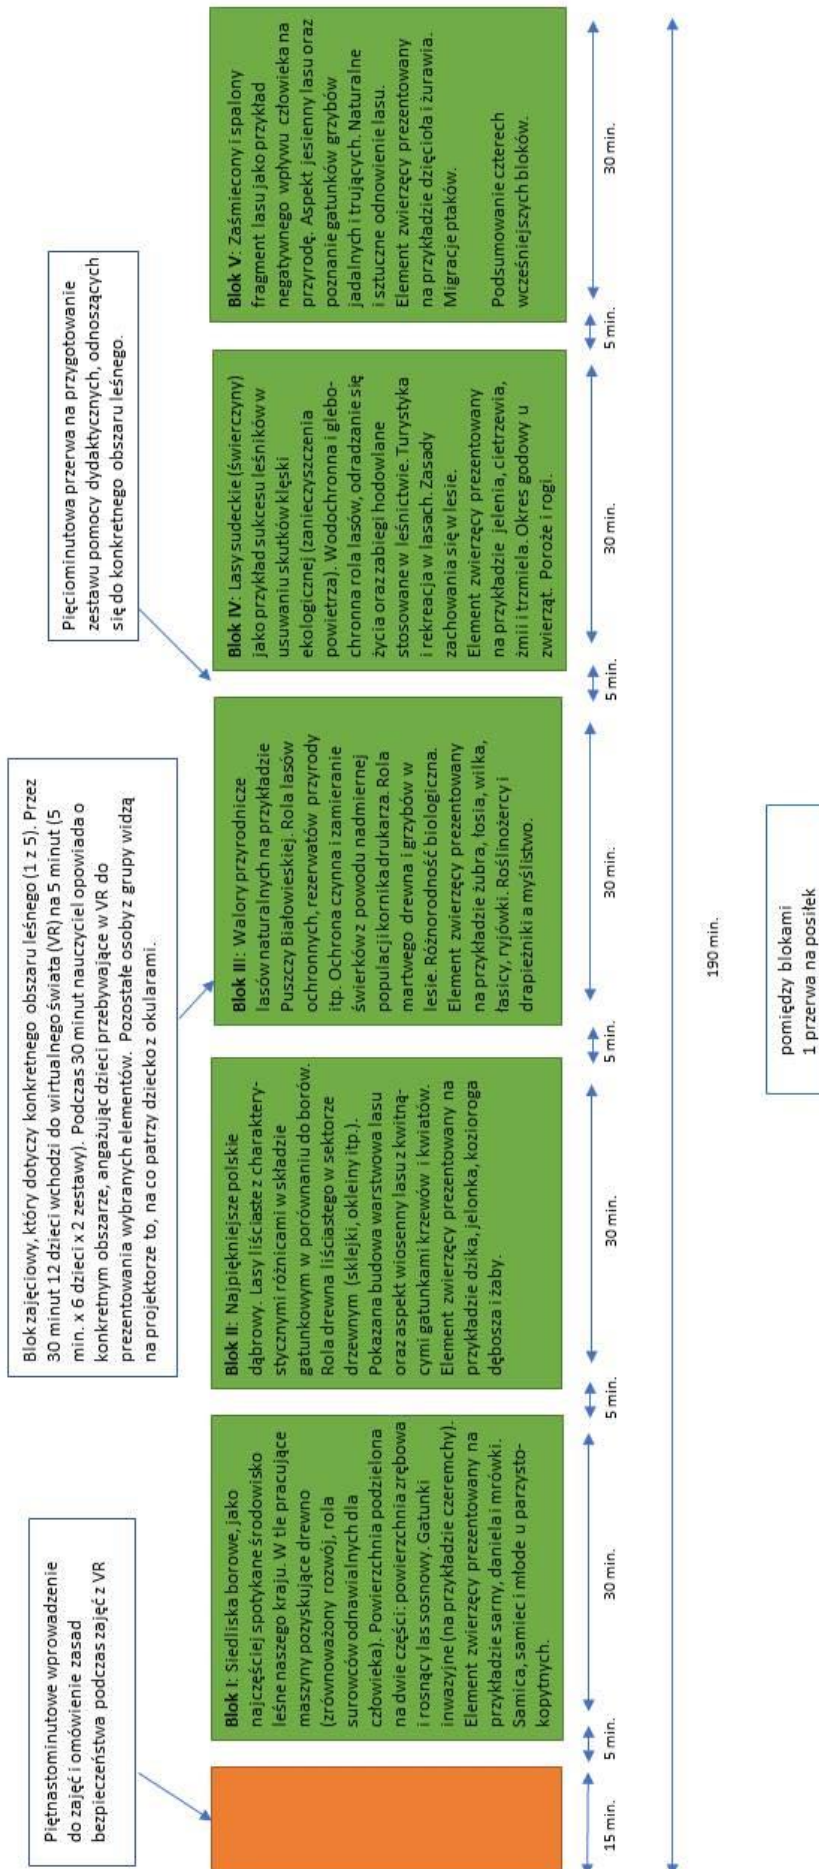 Piętnastominutowe wprowadzenie
do zajęć i omówienie zasad
bezpieczeństwa podczas zajęć z VR
Blok zajęciowy, który dotyczy konkretnego obszaru leśnego (1 z 5). Przez
30 minut 12 dzieci wchodzi do wirtualnego świata (VR) na 5 minut (5
min. x 6 dzieci x 2 zestawy). Podczas 30 minut nauczyciel opowiada o
konkretnym obszarze, angażując dzieci przebywające w VR do
prezentowania wybranych elementów. Pozostałe osoby z grupy widzą
na projektorze to, na co patrzy dziecko z okularami.
Pięciominutowa przerwa na przygotowanie
zestawu pomocy dydaktycznych, odnoszących
się do konkretnego obszaru leśnego.
Blok I: Siedliska borowe, jako
najczęściej spotykane środowisko
leśne naszego kraju. W tle pracujące
maszyny pozyskujące drewno
(zrównoważony rozwój, rola
surowców odnawialnych dla
człowieka). Powierzchnia podzielona
na dwie części: powierzchnia zrębowa
i rosnący las sosnowy. Gatunki
inwazyjne (na przykładzie czeremchy).
Element zwierzęcy prezentowany na
przykładzie sarny, daniela i mrówki.
Samica, samiec i młode u parzysto-
kopytnych.
Blok II: Najpiękniejsze polskie
dąbrowy. Lasy liściaste z charaktery-
stycznymi różnicami w składzie
gatunkowym w porównaniu do borów.
Rola drewna liściastego w sektorze
drzewnym (sklejki, okleiny itp.).
Pokazana budowa warstwowa lasu
oraz aspekt wiosenny lasu z kwitną-
cymi gatunkami krzewów i kwiatów.
Element zwierzęcy prezentowany na
przykładzie dzika, jelonka, kozioroga
dębosza i żaby.
Blok III: Walory przyrodnicze
lasów naturalnych na przykładzie
Puszczy Białowieskiej. Rola lasów
ochronnych, rezerwatów przyrody
itp. Ochrona czynna i zamieranie
świerków z powodu nadmiernej
populacji kornika drukarza. Rola
martwego drewna i grzybów w
lesie. Różnorodność biologiczna.
Element zwierzęcy prezentowany
na przykładzie żubra, łosia, wilka,
łasicy, ryjówki. Roślinożercy i
drapieżniki a myślistwo.
Blok IV: Lasy sudeckie (świerczyny)
jako przykład sukcesu leśników w
usuwaniu skutków klęski
ekologicznej (zanieczyszczenia
powietrza). Wodochronna i glebo-
chronna rola lasów, odradzanie się
życia oraz zabiegi hodowlane
stosowane w leśnictwie. Turystyka
i rekreacja w lasach. Zasady
zachowania się w lesie.
Element zwierzęcy prezentowany
na przykładzie jelenia, cietrzewia,
żmii i trzmiela. Okres godowy u
zwierząt. Poroże i rogi.
Blok V: Zaśmiecony i spalony
fragment lasu jako przykład
negatywnego wpływu człowieka na
przyrodę. Aspekt jesienny lasu oraz
poznanie gatunków grzybów
jadalnych i trujących. Naturalne
i sztuczne odnowienie lasu.
Element zwierzęcy prezentowany
na przykładzie dzięcioła i żurawia.
Migracje ptaków.
Podsumowanie czterech
wcześniejszych bloków.
15 min.
5 min.
30 min.
5 min.
30 min.
5 min.
30 min.
5 min.
30 min.
5 min.
30 min.
190 min.
pomiędzy blokami
1 przerwa na posiłek